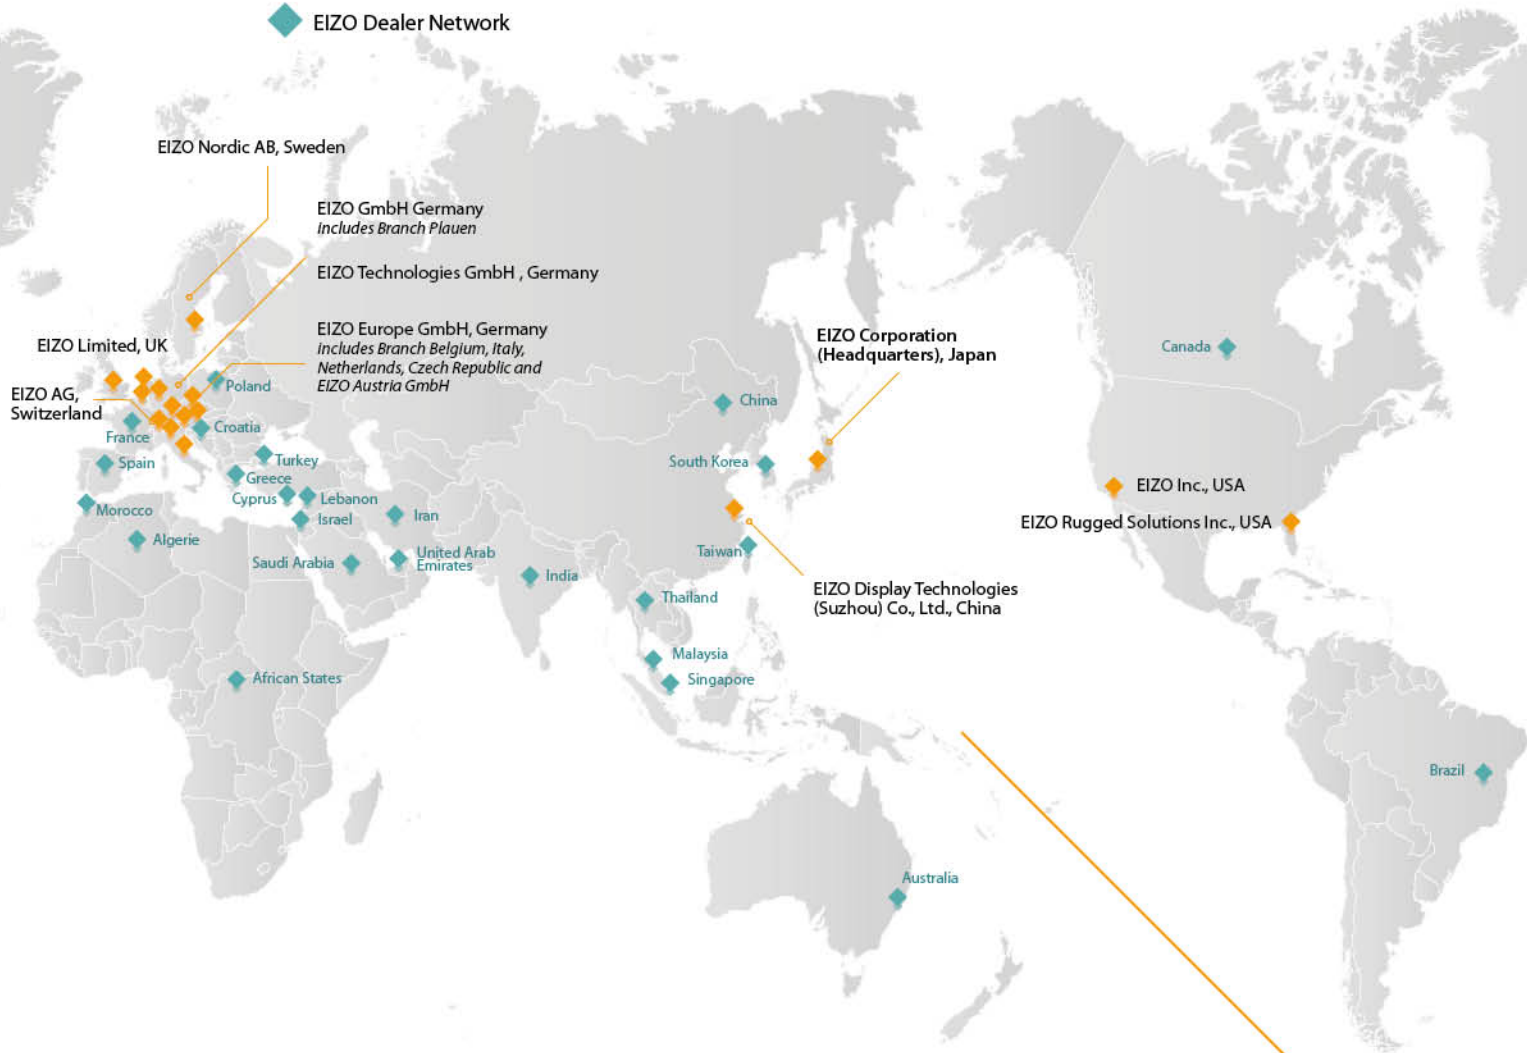 EIZO Dealer Network
EIZO Nordic AB, Sweden
EIZO GmbH Germany
Includes Branch Plauen
EIZO Technologies GmbH , Germany
EIZO Europe GmbH, Germany
includes Branch Belgium, Italy,
Netherlands, Czech Republic and
EIZO Austria GmbH
EIZO Limited, UK
EIZO AG,
Switzerland
EIZO Corporation
(Headquarters), Japan
Canada
Poland
China
France
Croatia
Spain
Turkey
South Korea
Greece
EIZO Inc., USA
Cyprus
Lebanon
Morocco
Israel
Iran
EIZO Rugged Solutions Inc., USA
Algerie
Saudi Arabia
United Arab
Emirates
Taiwan
India
EIZO Display Technologies
(Suzhou) Co., Ltd., China
Thailand
Malaysia
African States
Singapore
Brazil
Australia